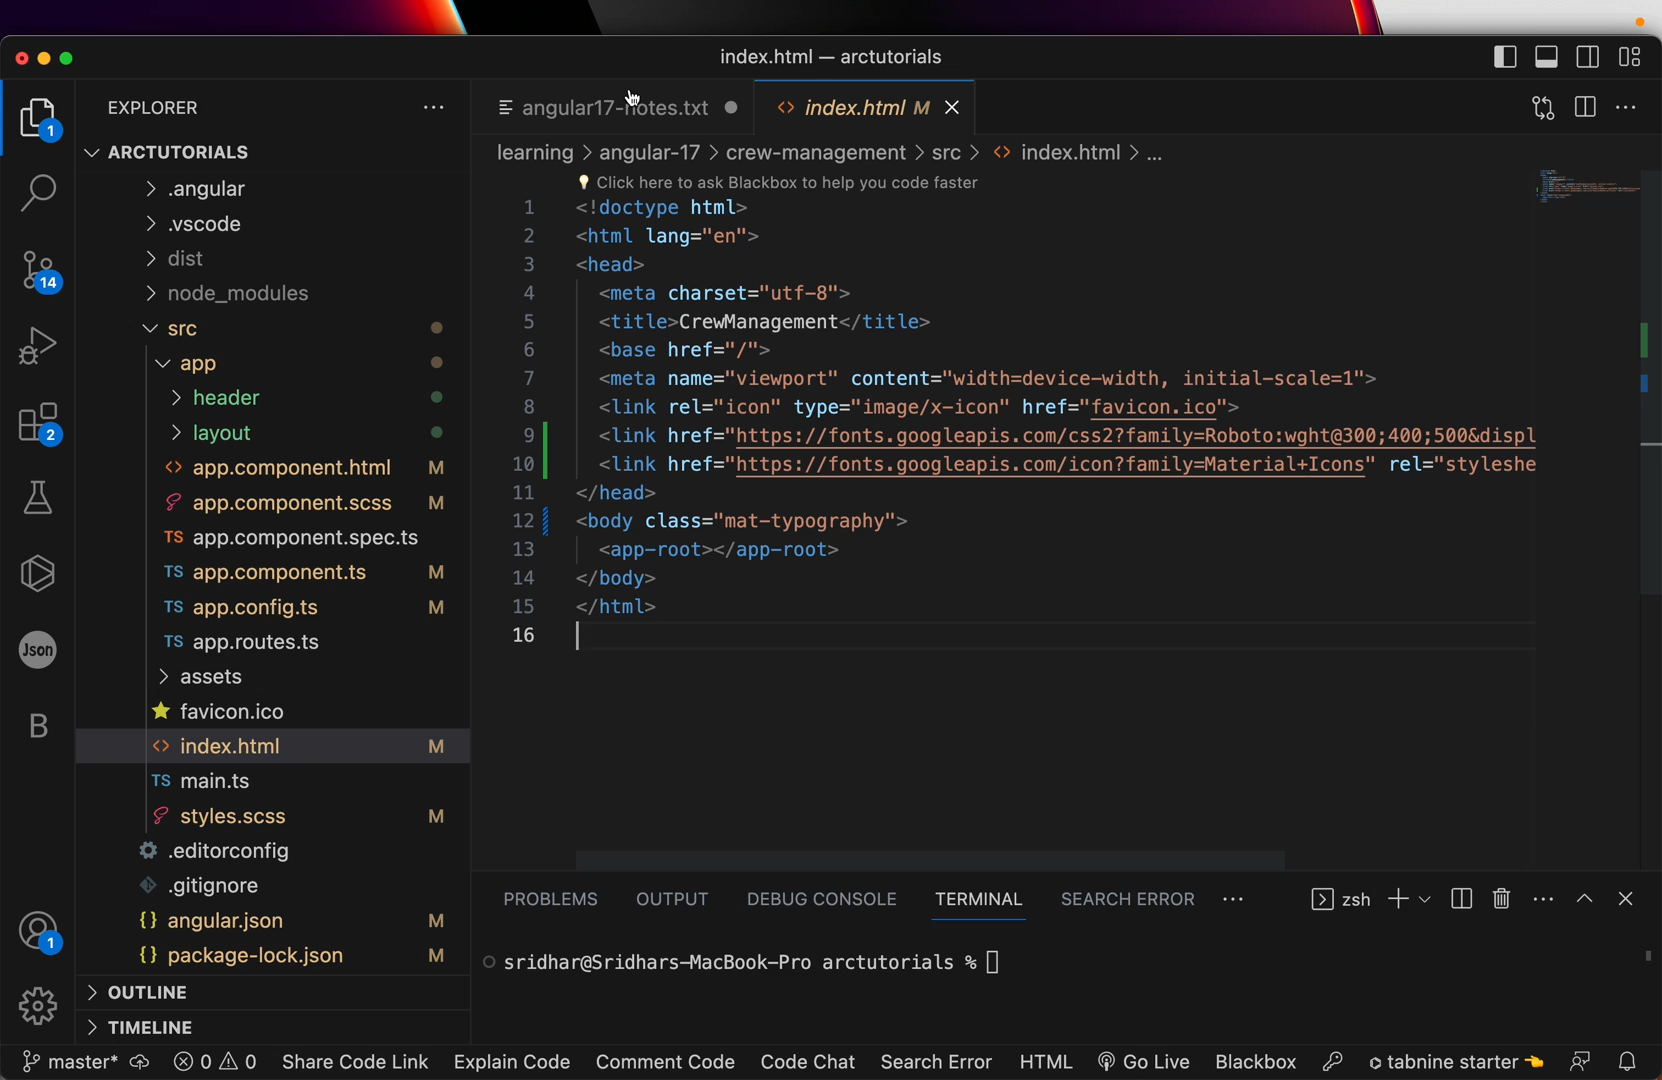 index.html — arctutorials
EXPLORER
angular17-notes.txt
index.html M
1
ARCTUTORIALS
learning > angular-17 > crew-management > src > index.html > ...
Click here to ask Blackbox to help you code faster
.angular
.vscode
dist
node_modules
src
app
header
layout
app.component.html M
app.component.scss M
TS app.component.spec.ts
TS app.component.ts M
TS app.config.ts M
TS app.routes.ts
assets
favicon.ico
index.html M
TS main.ts
styles.scss M
.editorconfig
.gitignore
{} angular.json M
{} package-lock.json M
OUTLINE
TIMELINE
14
2
Json
B
1
1 <!doctype html>
2 <html lang="en">
3 <head>
4 <meta charset="utf-8">
5 <title>CrewManagement</title>
6 <base href="/">
7 <meta name="viewport" content="width=device-width, initial-scale=1">
8 <link rel="icon" type="image/x-icon" href="favicon.ico">
9 <link href="https://fonts.googleapis.com/css2?family=Roboto:wght@300;400;500&displ
10 <link href="https://fonts.googleapis.com/icon?family=Material+Icons" rel="styleshe
11 </head>
12 <body class="mat-typography">
13 <app-root></app-root>
14 </body>
15 </html>
16
PROBLEMS OUTPUT DEBUG CONSOLE TERMINAL SEARCH ERROR ... zsh
sridhar@Sridhars-MacBook-Pro arctutorials %
master* 0 0 Share Code Link Explain Code Comment Code Code Chat Search Error HTML Go Live Blackbox tabnine starter